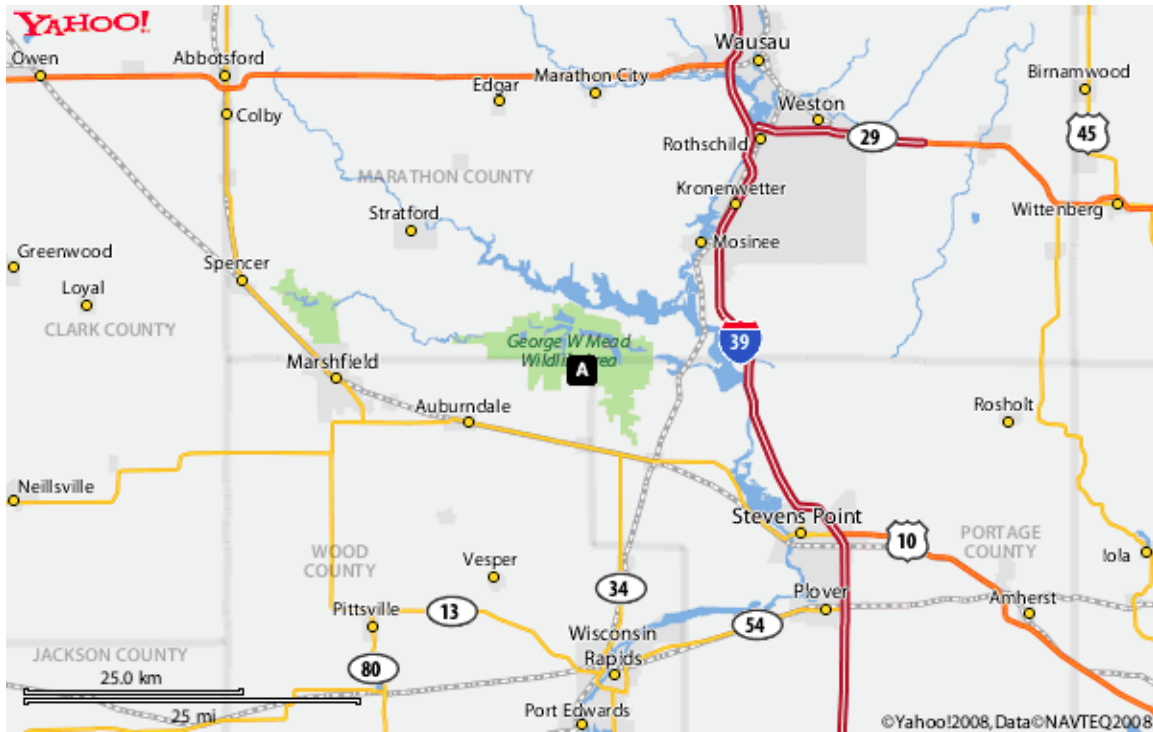 YAHOO!
Wausau
Owen
Abbotsford
Edgar
Marathon City
Birnamwood
Weston
Colby
45
29
Rothschild
MARATHON COUNTY
Kronenwetter
Stratford
Wittenberg
Mosinee
Greenwood
Spencer
Loyal
CLARK COUNTY
George W Mead
Wildlife Area
39
Marshfield
A
Auburndale
Rosholt
Neillsville
Stevens Point
10
PORTAGE
COUNTY
WOOD
COUNTY
Vesper
Iola
34
Plover
Amherst
Pittsville
13
54
Wisconsin
Rapids
JACKSON COUNTY
80
25.0 km
25 mi
Port Edwards
©Yahoo!2008, Data©NAVTEQ2008